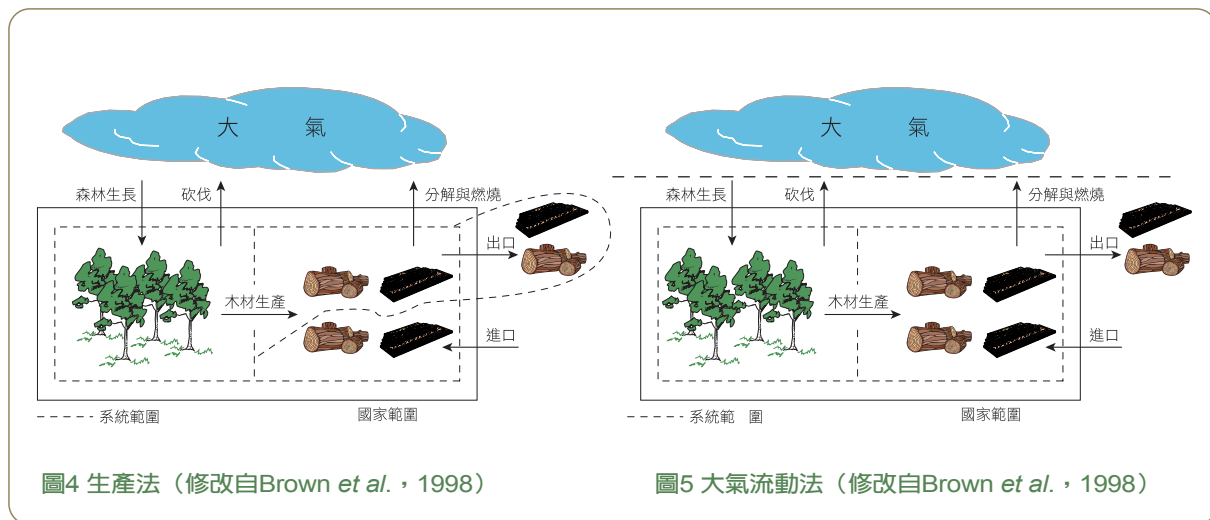 大 氣
森林生長
砍伐
分解與燃燒
出口
木材生產
進口
系統範圍
國家範圍
圖4 生產法（修改自Brown et al.，1998）
大 氣
森林生長
砍伐
分解與燃燒
出口
木材生產
進口
系統範 圍
國家範圍
圖5 大氣流動法（修改自Brown et al.，1998）